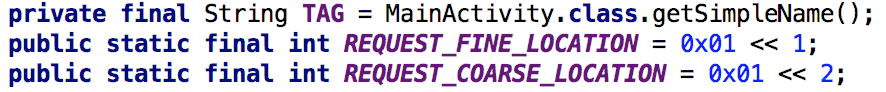 private final String TAG = MainActivity.class.getSimpleName();
public static final int REQUEST_FINE_LOCATION = 0x01 << 1;
public static final int REQUEST_COARSE_LOCATION = 0x01 << 2;